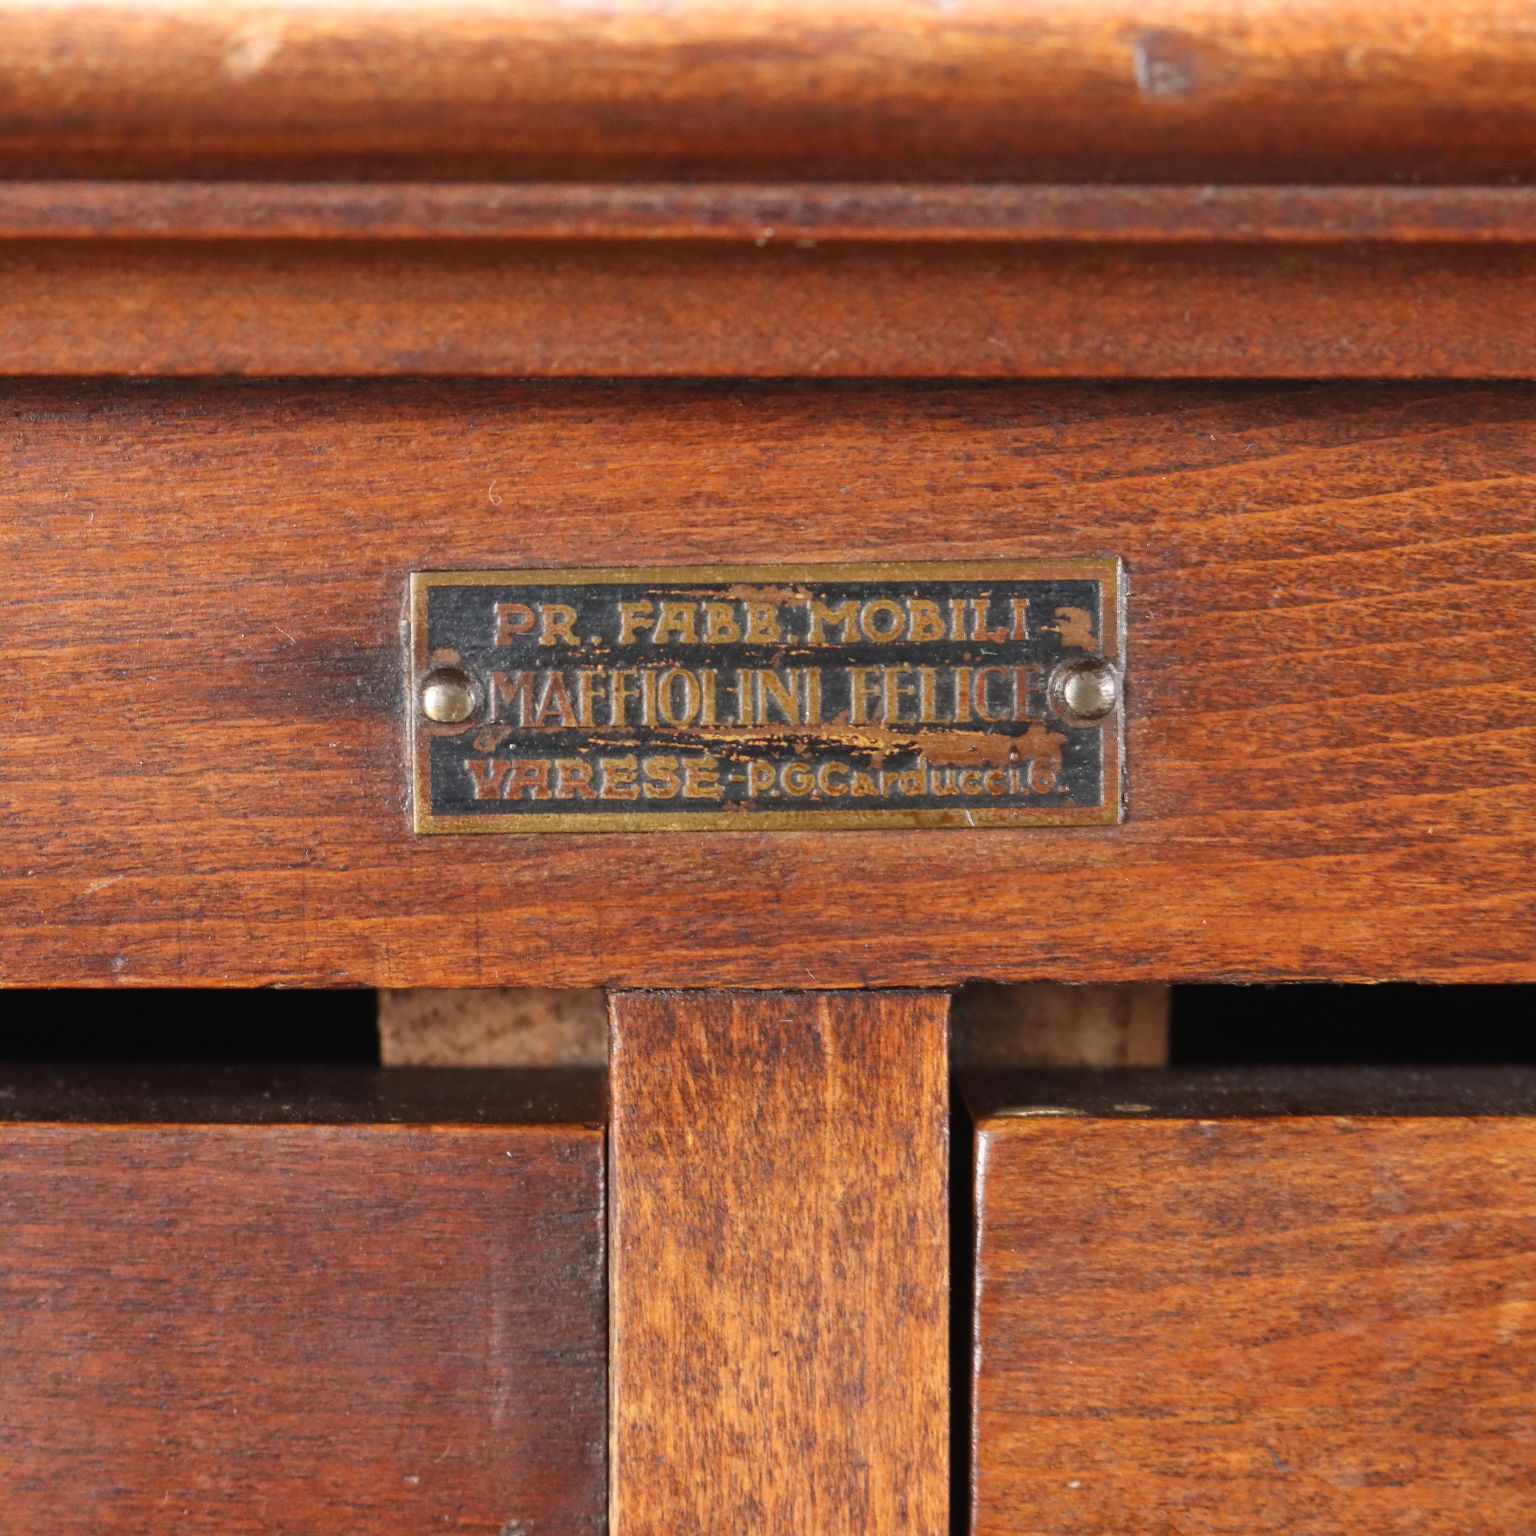 PR. FABB. MOBILI
MAFFIOLINI FELICE
VARESE - P.G.Carducci.6.